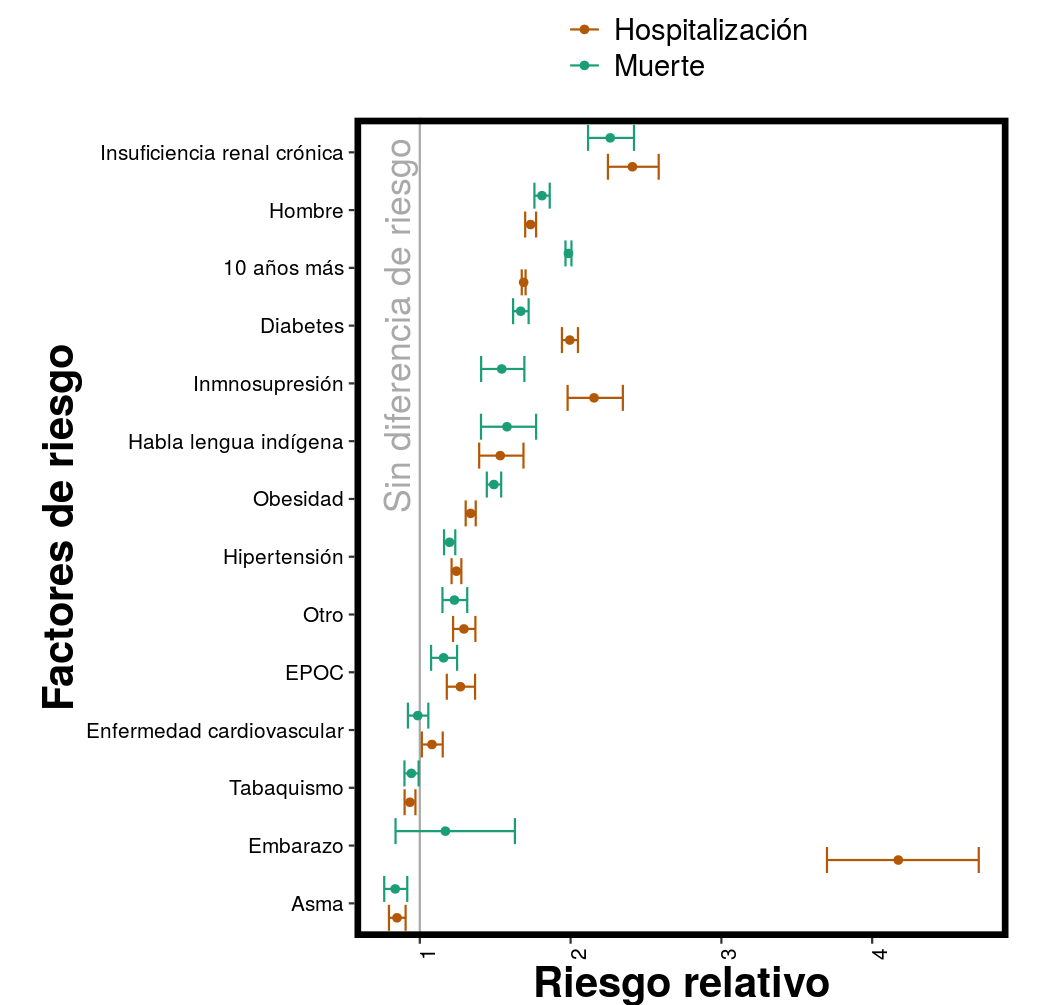 Hospitalización
Muerte
Insuficiencia renal crónica
Hombre
10 años más
Diabetes
Inmnosupresión
Habla lengua indígena
Obesidad
Hipertensión
Otro
EPOC
Enfermedad cardiovascular
Tabaquismo
Embarazo
Asma
Factores de riesgo
Sin diferencia de riesgo
1
2
3
4
Riesgo relativo